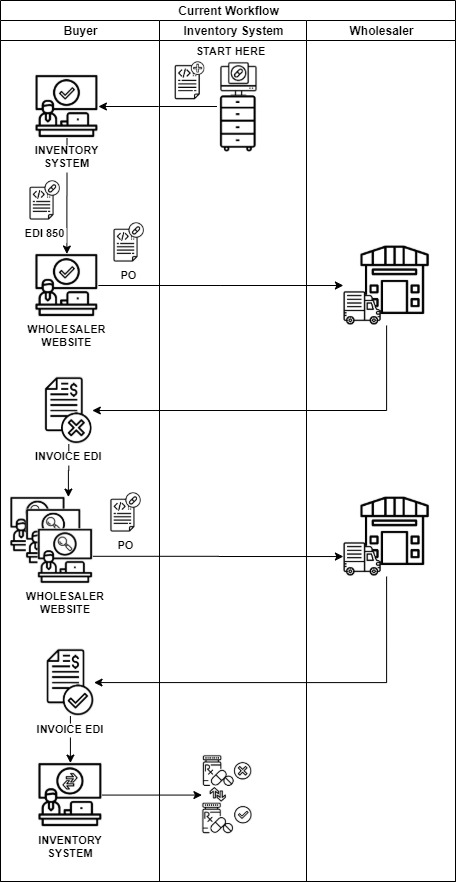 Current Workflow
Buyer
Inventory System
Wholesaler
START HERE
INVENTORY
SYSTEM
EDI 850
PO
WHOLESALER
WEBSITE
INVOICE EDI
PO
WHOLESALER
WEBSITE
INVOICE EDI
INVENTORY
SYSTEM